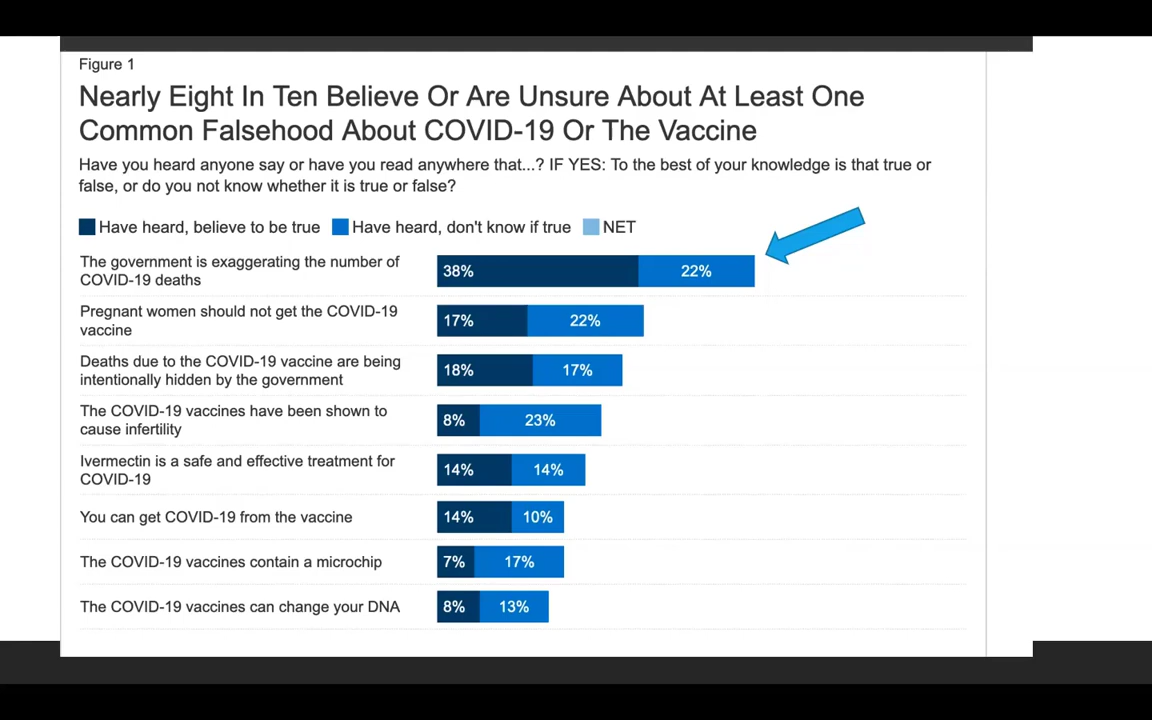 Figure 1
Nearly Eight In Ten Believe Or Are Unsure About At Least One
Common Falsehood About COVID-19 Or The Vaccine
Have you heard anyone say or have you read anywhere that...? IF YES: To the best of your knowledge is that true or
false, or do you not know whether it is true or false?
Have heard, believe to be true Have heard, don't know if true NET
The government is exaggerating the number of
COVID-19 deaths
38% 22%
Pregnant women should not get the COVID-19
vaccine
17% 22%
Deaths due to the COVID-19 vaccine are being
intentionally hidden by the government
18% 17%
The COVID-19 vaccines have been shown to
cause infertility
8% 23%
Ivermectin is a safe and effective treatment for
COVID-19
14% 14%
You can get COVID-19 from the vaccine
14% 10%
The COVID-19 vaccines contain a microchip
7% 17%
The COVID-19 vaccines can change your DNA
8% 13%